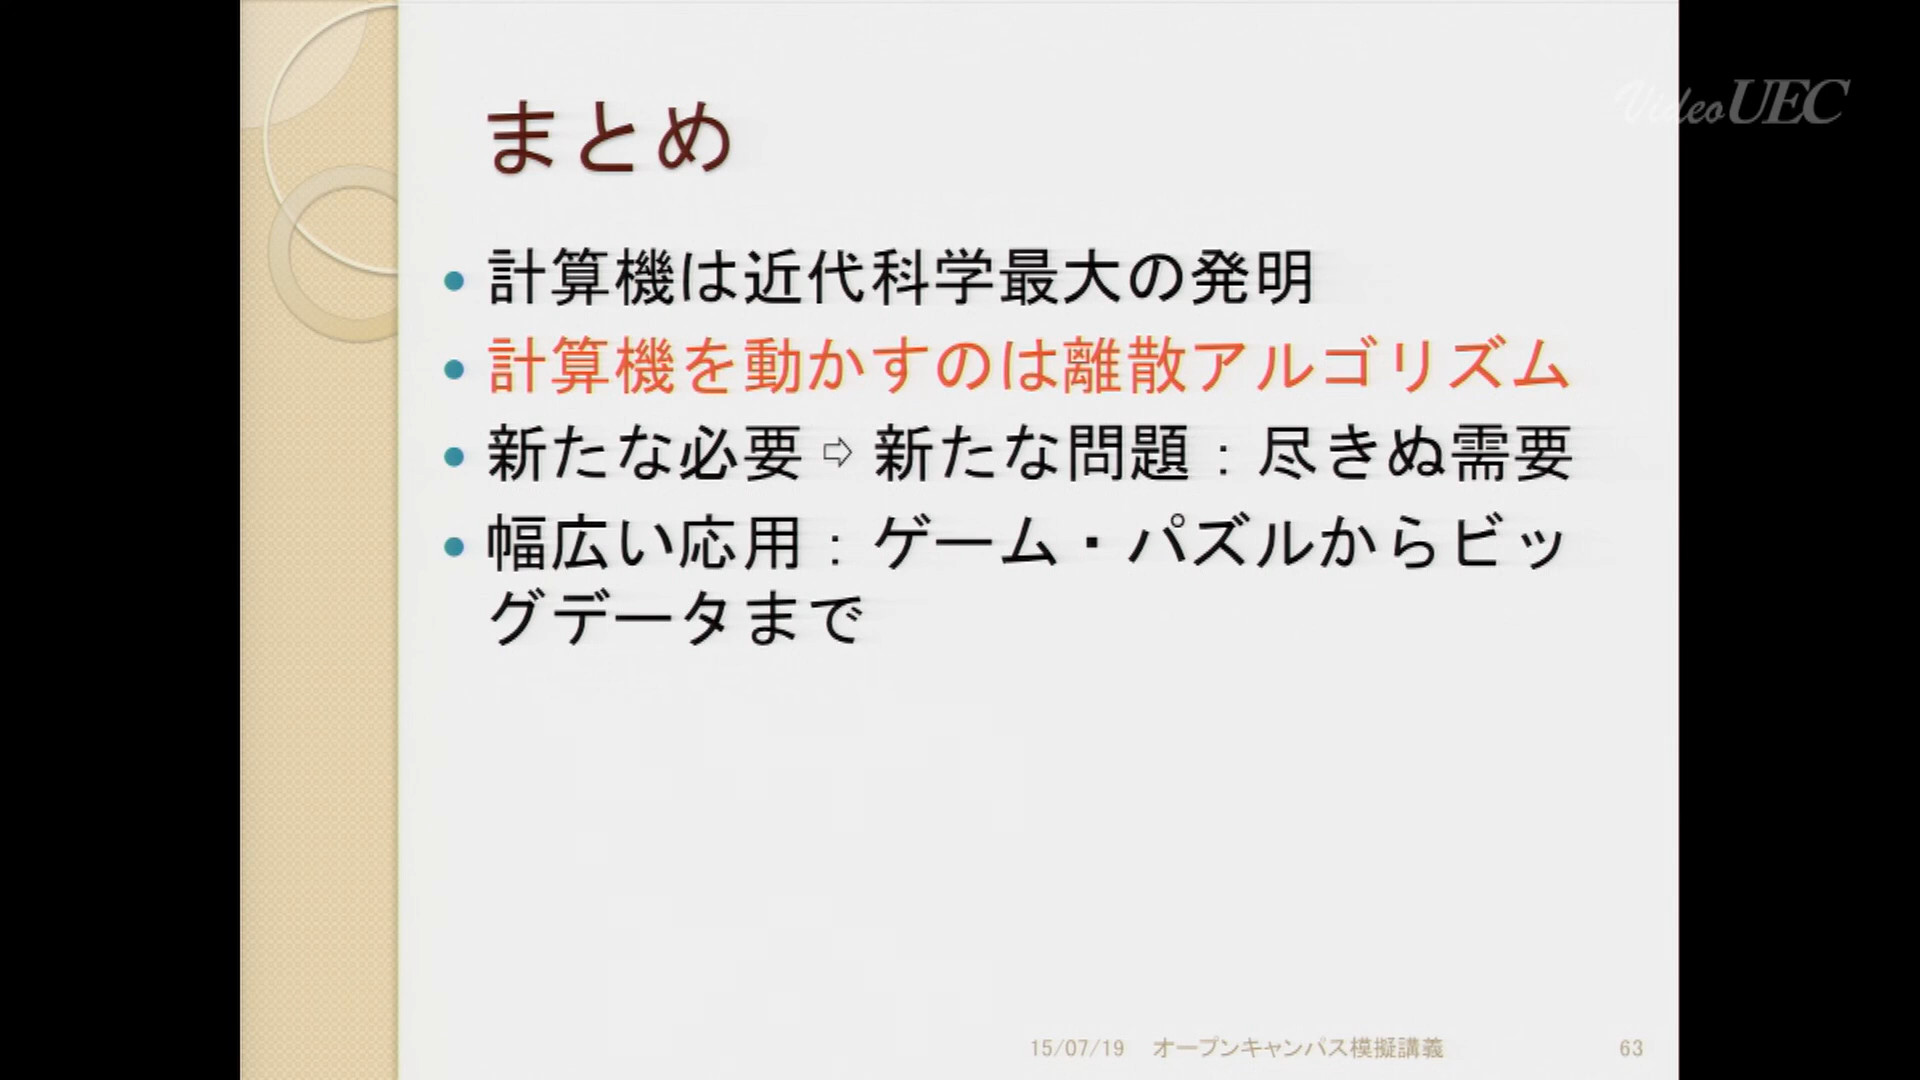 Video UEC
まとめ
• 計算機は近代科学最大の発明
• 計算機を動かすのは離散アルゴリズム
• 新たな必要 ⇨ 新たな問題：尽きぬ需要
• 幅広い応用：ゲーム・パズルからビッ
グデータまで
15/07/19 オープンキャンパス模擬講義 63